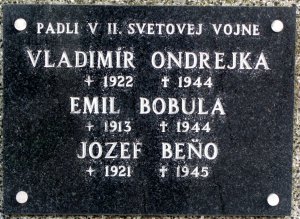 PADLI V II. SVETOVEJ VOJNE
VLADIMÍR ONDREJKA
+ 1922 + 1944
EMIL BOBULA
+ 1913 + 1944
JOZEF BEŇO
+ 1921 + 1945